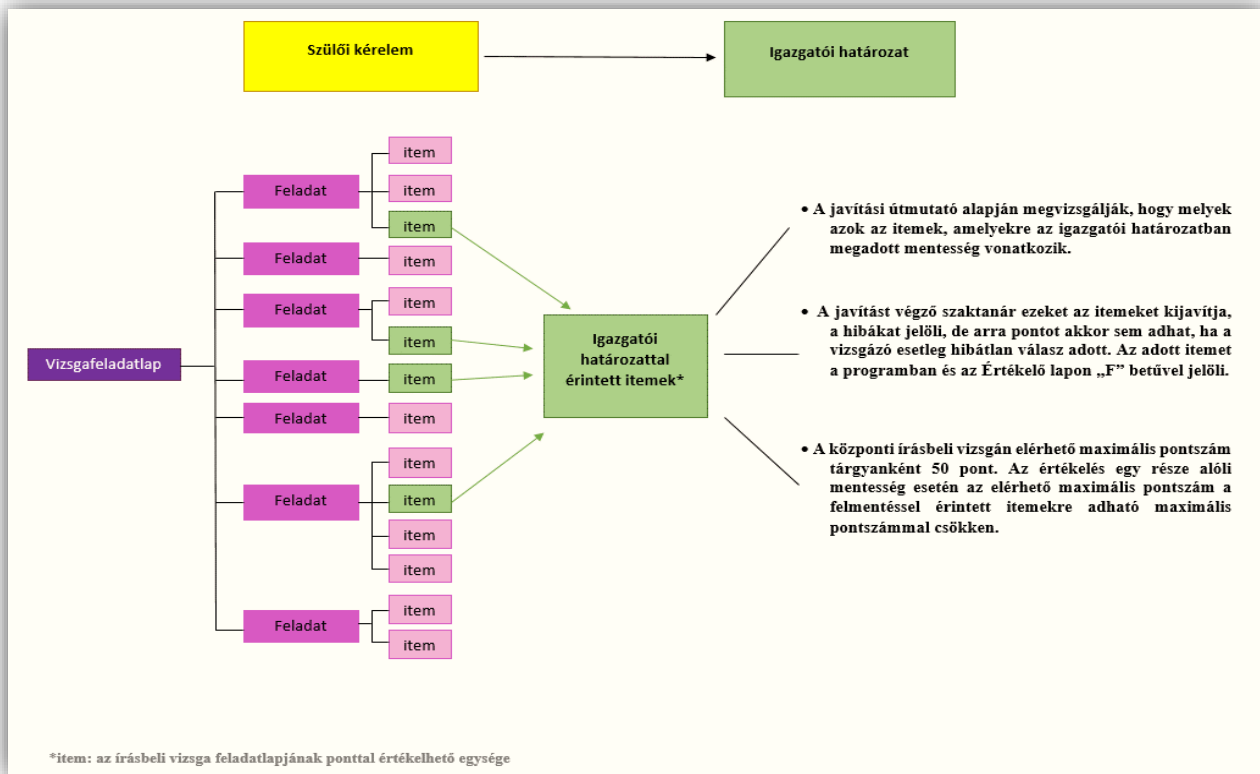 Szülői kérelem
Igazgatói határozat
Vizsgafeladatlap
Feladat
item
item
item
Feladat
item
Feladat
item
item
Feladat
item
Feladat
item
Feladat
item
item
item
item
Feladat
item
item
Igazgatói
határozattal
érintett itemek*
• A javítási útmutató alapján megvizsgálják, hogy melyek
azok az itemek, amelyekre az igazgatói határozatban
megadott mentesség vonatkozik.
• A javítást végző szaktanár ezeket az itemeket kijavítja,
a hibákat jelöli, de arra pontot akkor sem adhat, ha a
vizsgázó esetleg hibátlan választ adott. Az adott itemet
a programban és az Értékelő lapon „F” betűvel jelöli.
• A központi írásbeli vizsgán elérhető maximális pontszám
tárgyanként 50 pont. Az értékelés egy része alóli
mentesség esetén az elérhető maximális pontszám a
felmentéssel érintett itemekre adható maximális
pontszámmal csökken.
*item: az írásbeli vizsga feladatlapjának ponttal értékelhető egysége